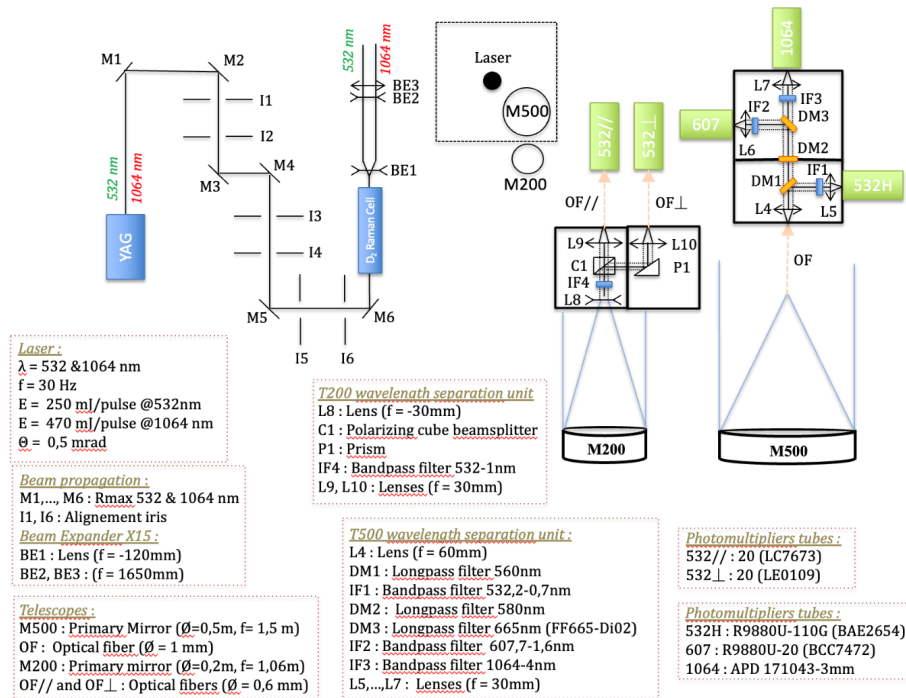 532 nm
1064 nm
M1
M2
I1
I2
M3
M4
I3
I4
M5
M6
I5
I6
532 nm
1064 nm
YAG
BE3
BE2
BE1
D₂ Raman Cell
Laser
M500
M200
532//
532⊥
OF//
OF⊥
L9
L10
C1
P1
IF4
L8
M200
1064
L7
IF3
IF2
DM3
607
L6
DM2
IF1
DM1
532H
L4
L5
OF
M500
Laser :
λ = 532 &1064 nm
f = 30 Hz
E = 250 mJ/pulse @532nm
E = 470 mJ/pulse @1064 nm
Θ = 0,5 mrad
Beam propagation :
M1,…, M6 : Rmax 532 & 1064 nm
I1, I6 : Alignement iris
Beam Expander X15 :
BE1 : Lens (f = -120mm)
BE2, BE3 : (f = 1650mm)
Telescopes :
M500 : Primary Mirror (Ø=0,5m, f= 1,5 m)
OF : Optical fiber (Ø = 1 mm)
M200 : Primary mirror (Ø=0,2m, f= 1,06m)
OF// and OF⊥ : Optical fibers (Ø = 0,6 mm)
T200 wavelength separation unit
L8 : Lens (f = -30mm)
C1 : Polarizing cube beamsplitter
P1 : Prism
IF4 : Bandpass filter 532-1nm
L9, L10 : Lenses (f = 30mm)
T500 wavelength separation unit :
L4 : Lens (f = 60mm)
DM1 : Longpass filter 560nm
IF1 : Bandpass filter 532,2-0,7nm
DM2 : Longpass filter 580nm
DM3 : Longpass filter 665nm (FF665-Di02)
IF2 : Bandpass filter 607,7-1,6nm
IF3 : Bandpass filter 1064-4nm
L5,…,L7 : Lenses (f = 30mm)
Photomultipliers tubes :
532// : 20 (LC7673)
532⊥ : 20 (LE0109)
Photomultipliers tubes :
532H : R9880U-110G (BAE2654)
607 : R9880U-20 (BCC7472)
1064 : APD 171043-3mm